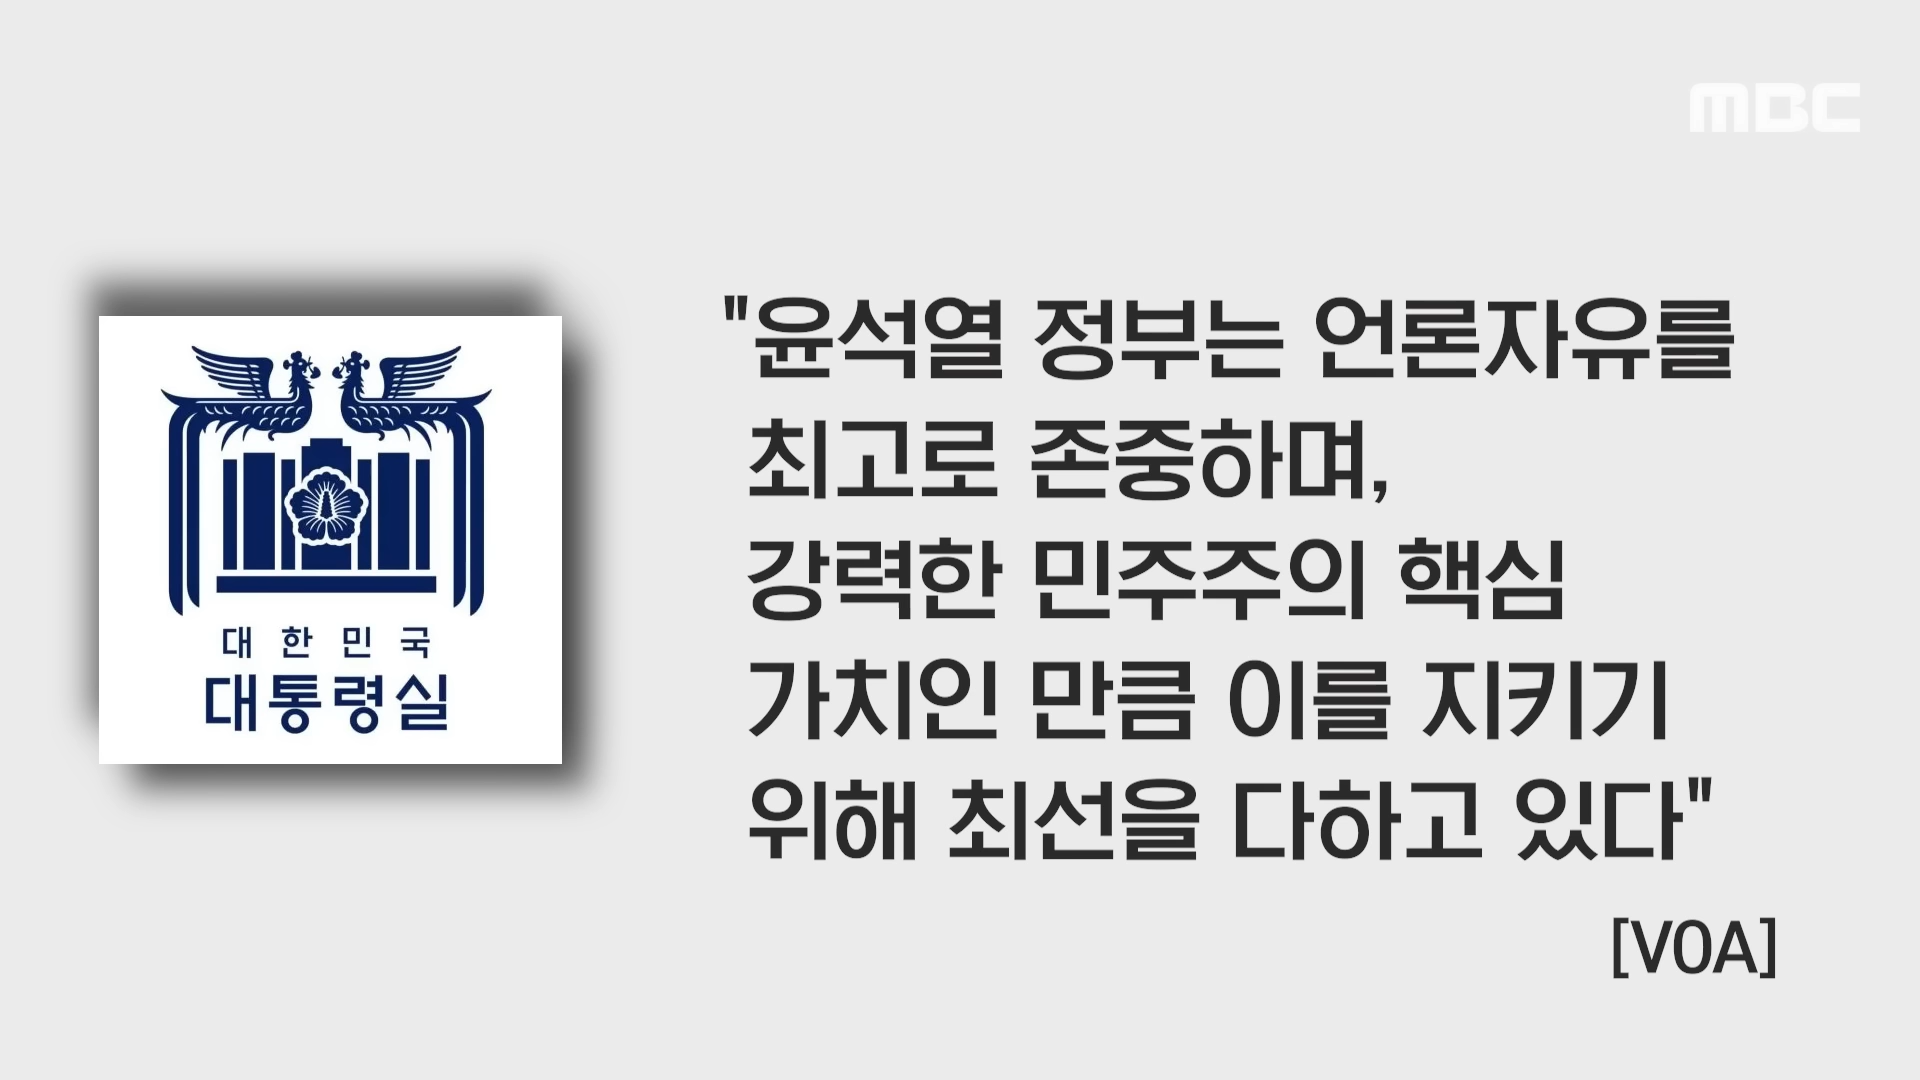 MBC
대한민국
대통령실
"윤석열 정부는 언론자유를
최고로 존중하며,
강력한 민주주의 핵심
가치인 만큼 이를 지키기
위해 최선을 다하고 있다"
[VOA]